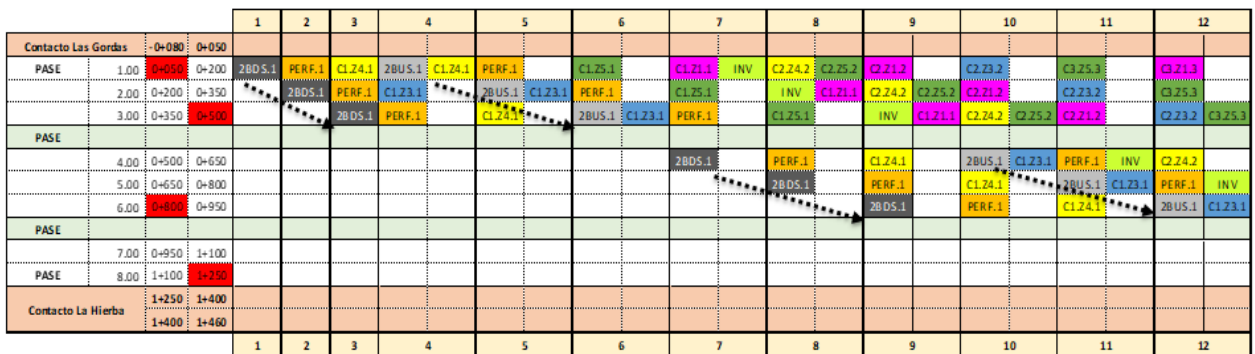 1 2 3 4 5 6 7 8 9 10 11 12
Contacto Las Gordas -0+080 0+050
PASE 1.00 0+050 0+200 2BDS.1 PERF.1 C1.Z4.1 2BUS.1 C1.Z4.1 PERF.1 C1.Z5.1 C1.Z1.1 INV C2.Z4.2 C2.Z5.2 C2.Z1.2 C2.Z3.2 C3.Z5.3 C3.Z1.3
2.00 0+200 0+350 2BDS.1 PERF.1 C1.Z3.1 2BUS.1 C1.Z3.1 PERF.1 C1.Z5.1 INV C1.Z1.1 C2.Z4.2 C2.Z5.2 C2.Z1.2 C2.Z3.2 C3.Z5.3
3.00 0+350 0+500 2BDS.1 PERF.1 C1.Z4.1 2BUS.1 C1.Z3.1 PERF.1 C1.Z5.1 INV C1.Z1.1 C2.Z4.2 C2.Z5.2 C2.Z1.2 C2.Z3.2 C3.Z5.3
PASE
4.00 0+500 0+650 2BDS.1 PERF.1 C1.Z4.1 2BUS.1 C1.Z3.1 PERF.1 INV C2.Z4.2
5.00 0+650 0+800 2BDS.1 PERF.1 C1.Z4.1 2BUS.1 C1.Z3.1 PERF.1 INV
6.00 0+800 0+950 2BDS.1 PERF.1 C1.Z4.1 2BUS.1 C1.Z3.1
PASE
7.00 0+950 1+100
PASE 8.00 1+100 1+250
Contacto La Hierba 1+250 1+400
1+400 1+460
1 2 3 4 5 6 7 8 9 10 11 12